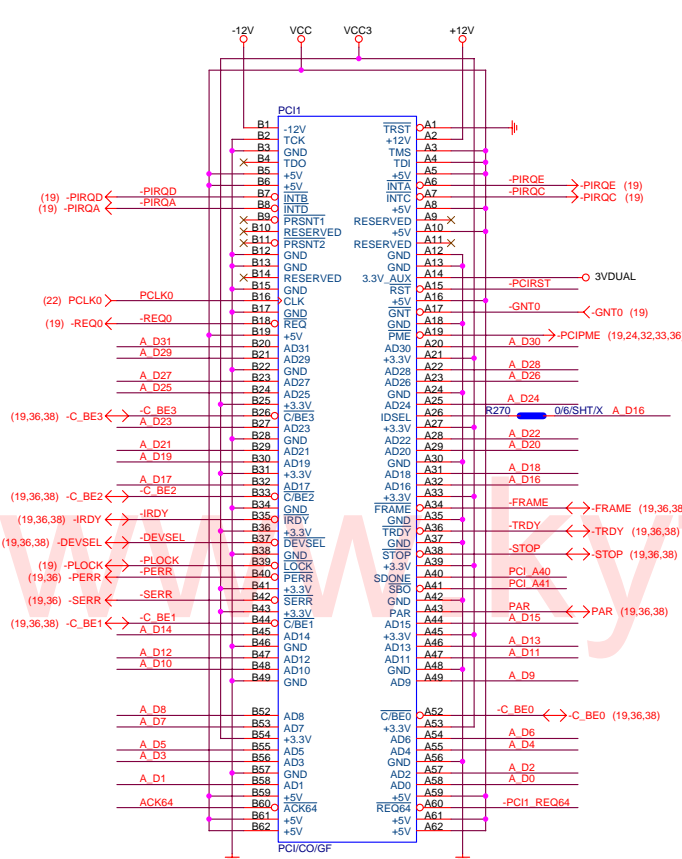 -12V VCC VCC3 +12V
PCI1
B1 -12V TRST A1
B2 TCK +12V A2
B3 GND TMS A3
B4 TDO TDI A4
B5 +5V +5V A5
(19) -PIRQD -PIRQD B6 +5V INTA A6 -PIRQE -PIRQE (19)
(19) -PIRQA -PIRQA B7 INTB INTC A7 -PIRQC -PIRQC (19)
B8 INTD +5V A8
B9 PRSNT1 RESERVED A9
B10 RESERVED +5V A10
B11 PRSNT2 RESERVED A11
B12 GND GND A12
B13 GND GND A13
B14 RESERVED 3.3V_AUX A14 3VDUAL
B15 GND RST A15 -PCIRST
(22) PCLK0 PCLK0 B16 CLK +5V A16
B17 GND GNT A17 -GNT0 -GNT0 (19)
(19) -REQ0 -REQ0 B18 REQ GND A18
B19 +5V PME A19 -PCIPME (19,24,32,33,36
A_D31 B20 AD31 AD30 A20 A_D30
A_D29 B21 AD29 +3.3V A21
B22 GND AD28 A22 A_D28
A_D27 B23 AD27 AD26 A23 A_D26
A_D25 B24 AD25 GND A24
B25 +3.3V AD24 A25 A_D24
(19,36,38) -C_BE3 -C_BE3 B26 C/BE3 IDSEL A26 R270 0/6/SHT/X A_D16
A_D23 B27 AD23 +3.3V A27
B28 GND AD22 A28 A_D22
A_D21 B29 AD21 AD20 A29 A_D20
A_D19 B30 AD19 GND A30
B31 +3.3V AD18 A31 A_D18
A_D17 B32 AD17 AD16 A32 A_D16
(19,36,38) -C_BE2 -C_BE2 B33 C/BE2 +3.3V A33
B34 GND FRAME A34 -FRAME -FRAME (19,36,38
(19,36,38) -IRDY -IRDY B35 IRDY GND A35
B36 +3.3V TRDY A36 -TRDY -TRDY (19,36,38)
(19,36,38) -DEVSEL -DEVSEL B37 DEVSEL GND A37
B38 GND STOP A38 -STOP -STOP (19,36,38)
(19) -PLOCK -PLOCK B39 LOCK +3.3V A39
(19,36) -PERR -PERR B40 PERR SDONE A40 PCI_A40
B41 +3.3V SBO A41 PCI_A41
(19,36) -SERR -SERR B42 SERR GND A42
B43 +3.3V PAR A43 PAR PAR (19,36,38)
(19,36,38) -C_BE1 -C_BE1 B44 C/BE1 AD15 A44 A_D15
A_D14 B45 AD14 +3.3V A45
B46 GND AD13 A46 A_D13
A_D12 B47 AD12 AD11 A47 A_D11
A_D10 B48 AD10 GND A48
B49 GND AD9 A49 A_D9
A_D8 B52 AD8 C/BE0 A52 -C_BE0 -C_BE0 (19,36,38)
A_D7 B53 AD7 +3.3V A53
B54 +3.3V AD6 A54 A_D6
A_D5 B55 AD5 AD4 A55 A_D4
A_D3 B56 AD3 GND A56
B57 GND AD2 A57 A_D2
A_D1 B58 AD1 AD0 A58 A_D0
B59 +5V +5V A59
ACK64 B60 ACK64 REQ64 A60 -PCI1_REQ64
B61 +5V +5V A61
B62 +5V +5V A62
PCI/CO/GF
www.ky